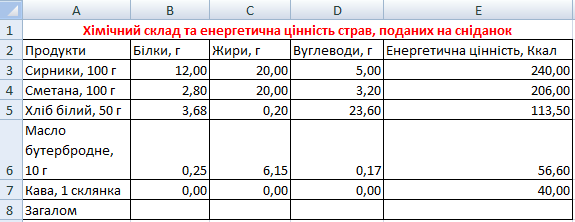 A B C D E
1 Хімічний склад та енергетична цінність страв, поданих на сніданок
2 Продукти Білки, г Жири, г Вуглеводи, г Енергетична цінність, Ккал
3 Сирники, 100 г 12,00 20,00 5,00 240,00
4 Сметана, 100 г 2,80 20,00 3,20 206,00
5 Хліб білий, 50 г 3,68 0,20 23,60 113,50
Масло
бутербродне,
6 10 г 0,25 6,15 0,17 56,60
7 Кава, 1 склянка 0,00 0,00 0,00 40,00
8 Загалом